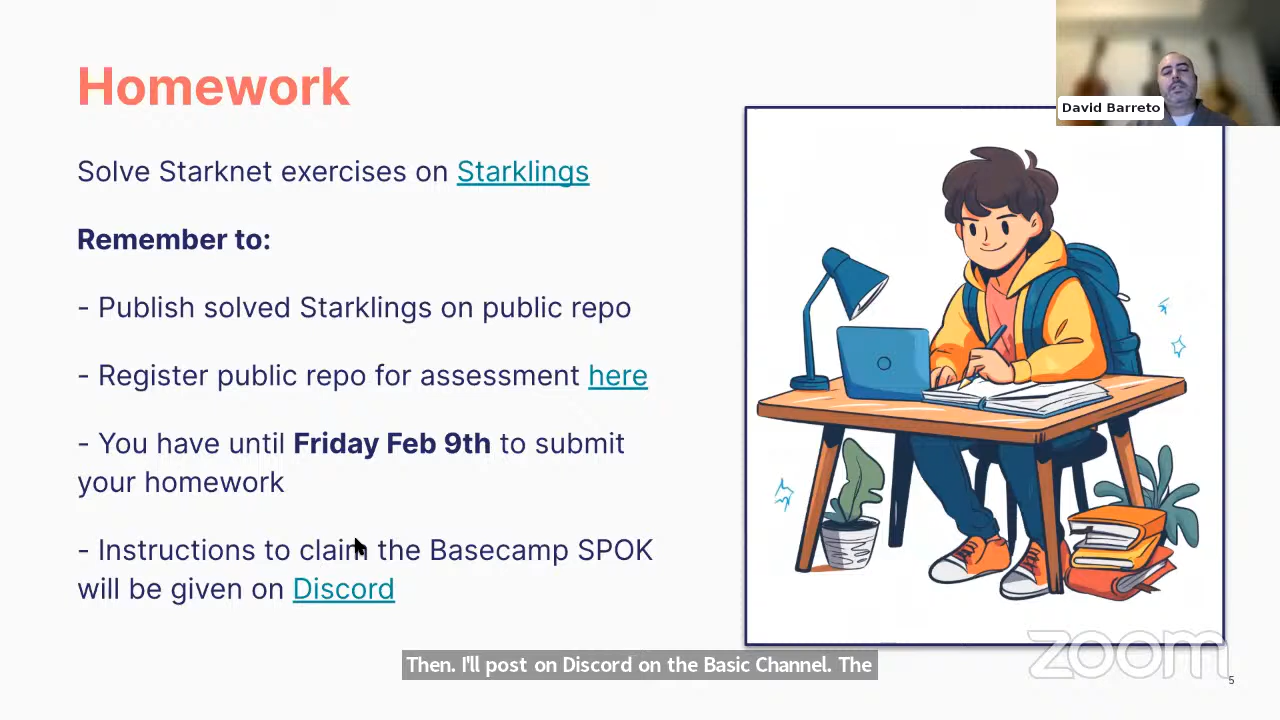 Homework
David Barreto
Solve Starknet exercises on Starklings
Remember to:
- Publish solved Starklings on public repo
- Register public repo for assessment here
- You have until Friday Feb 9th to submit
your homework
- Instructions to claim the Basecamp SPOK
will be given on Discord
Then. I'll post on Discord on the Basic Channel. The
zoom
5